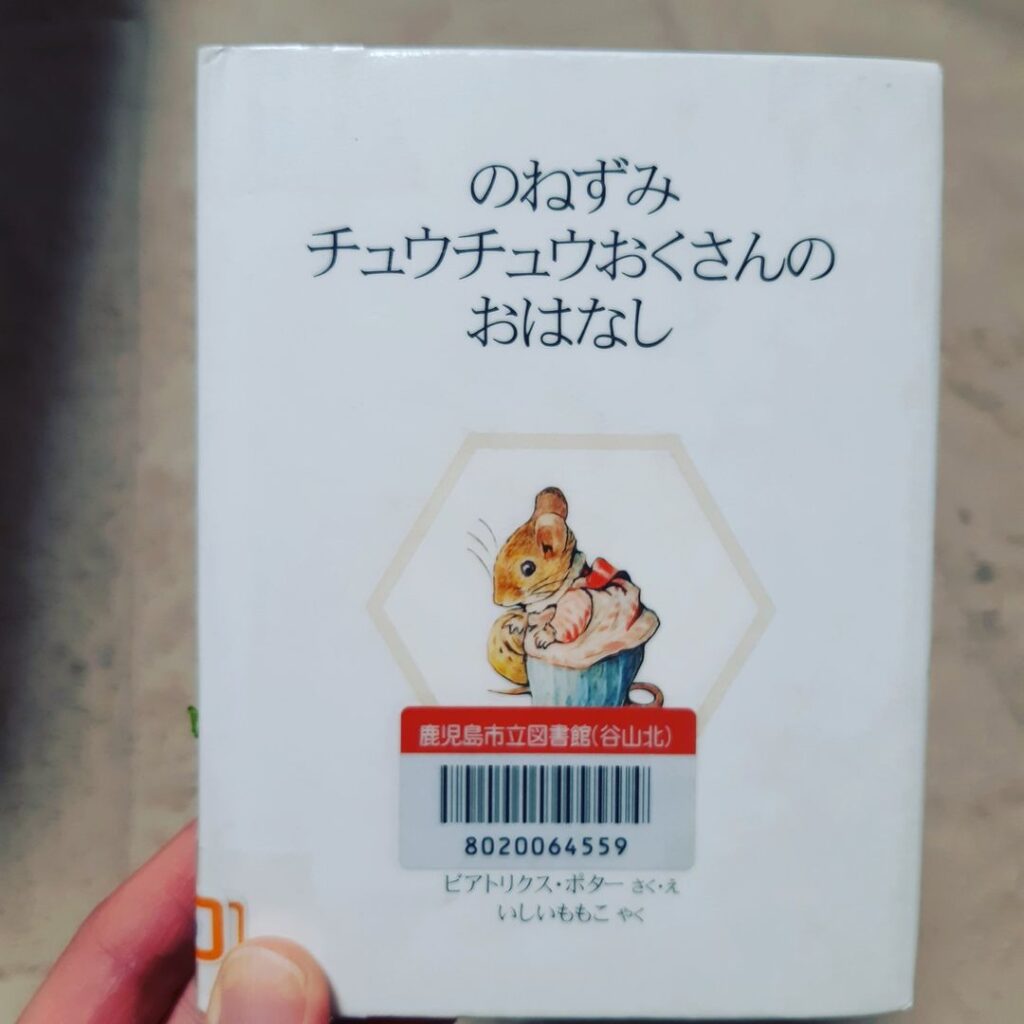 のねずみ
チュウチュウおくさんの
おはなし
鹿児島市立図書館(谷山北)
8020064559
ビアトリクス・ポター さく・え
いしいももこ やく
01